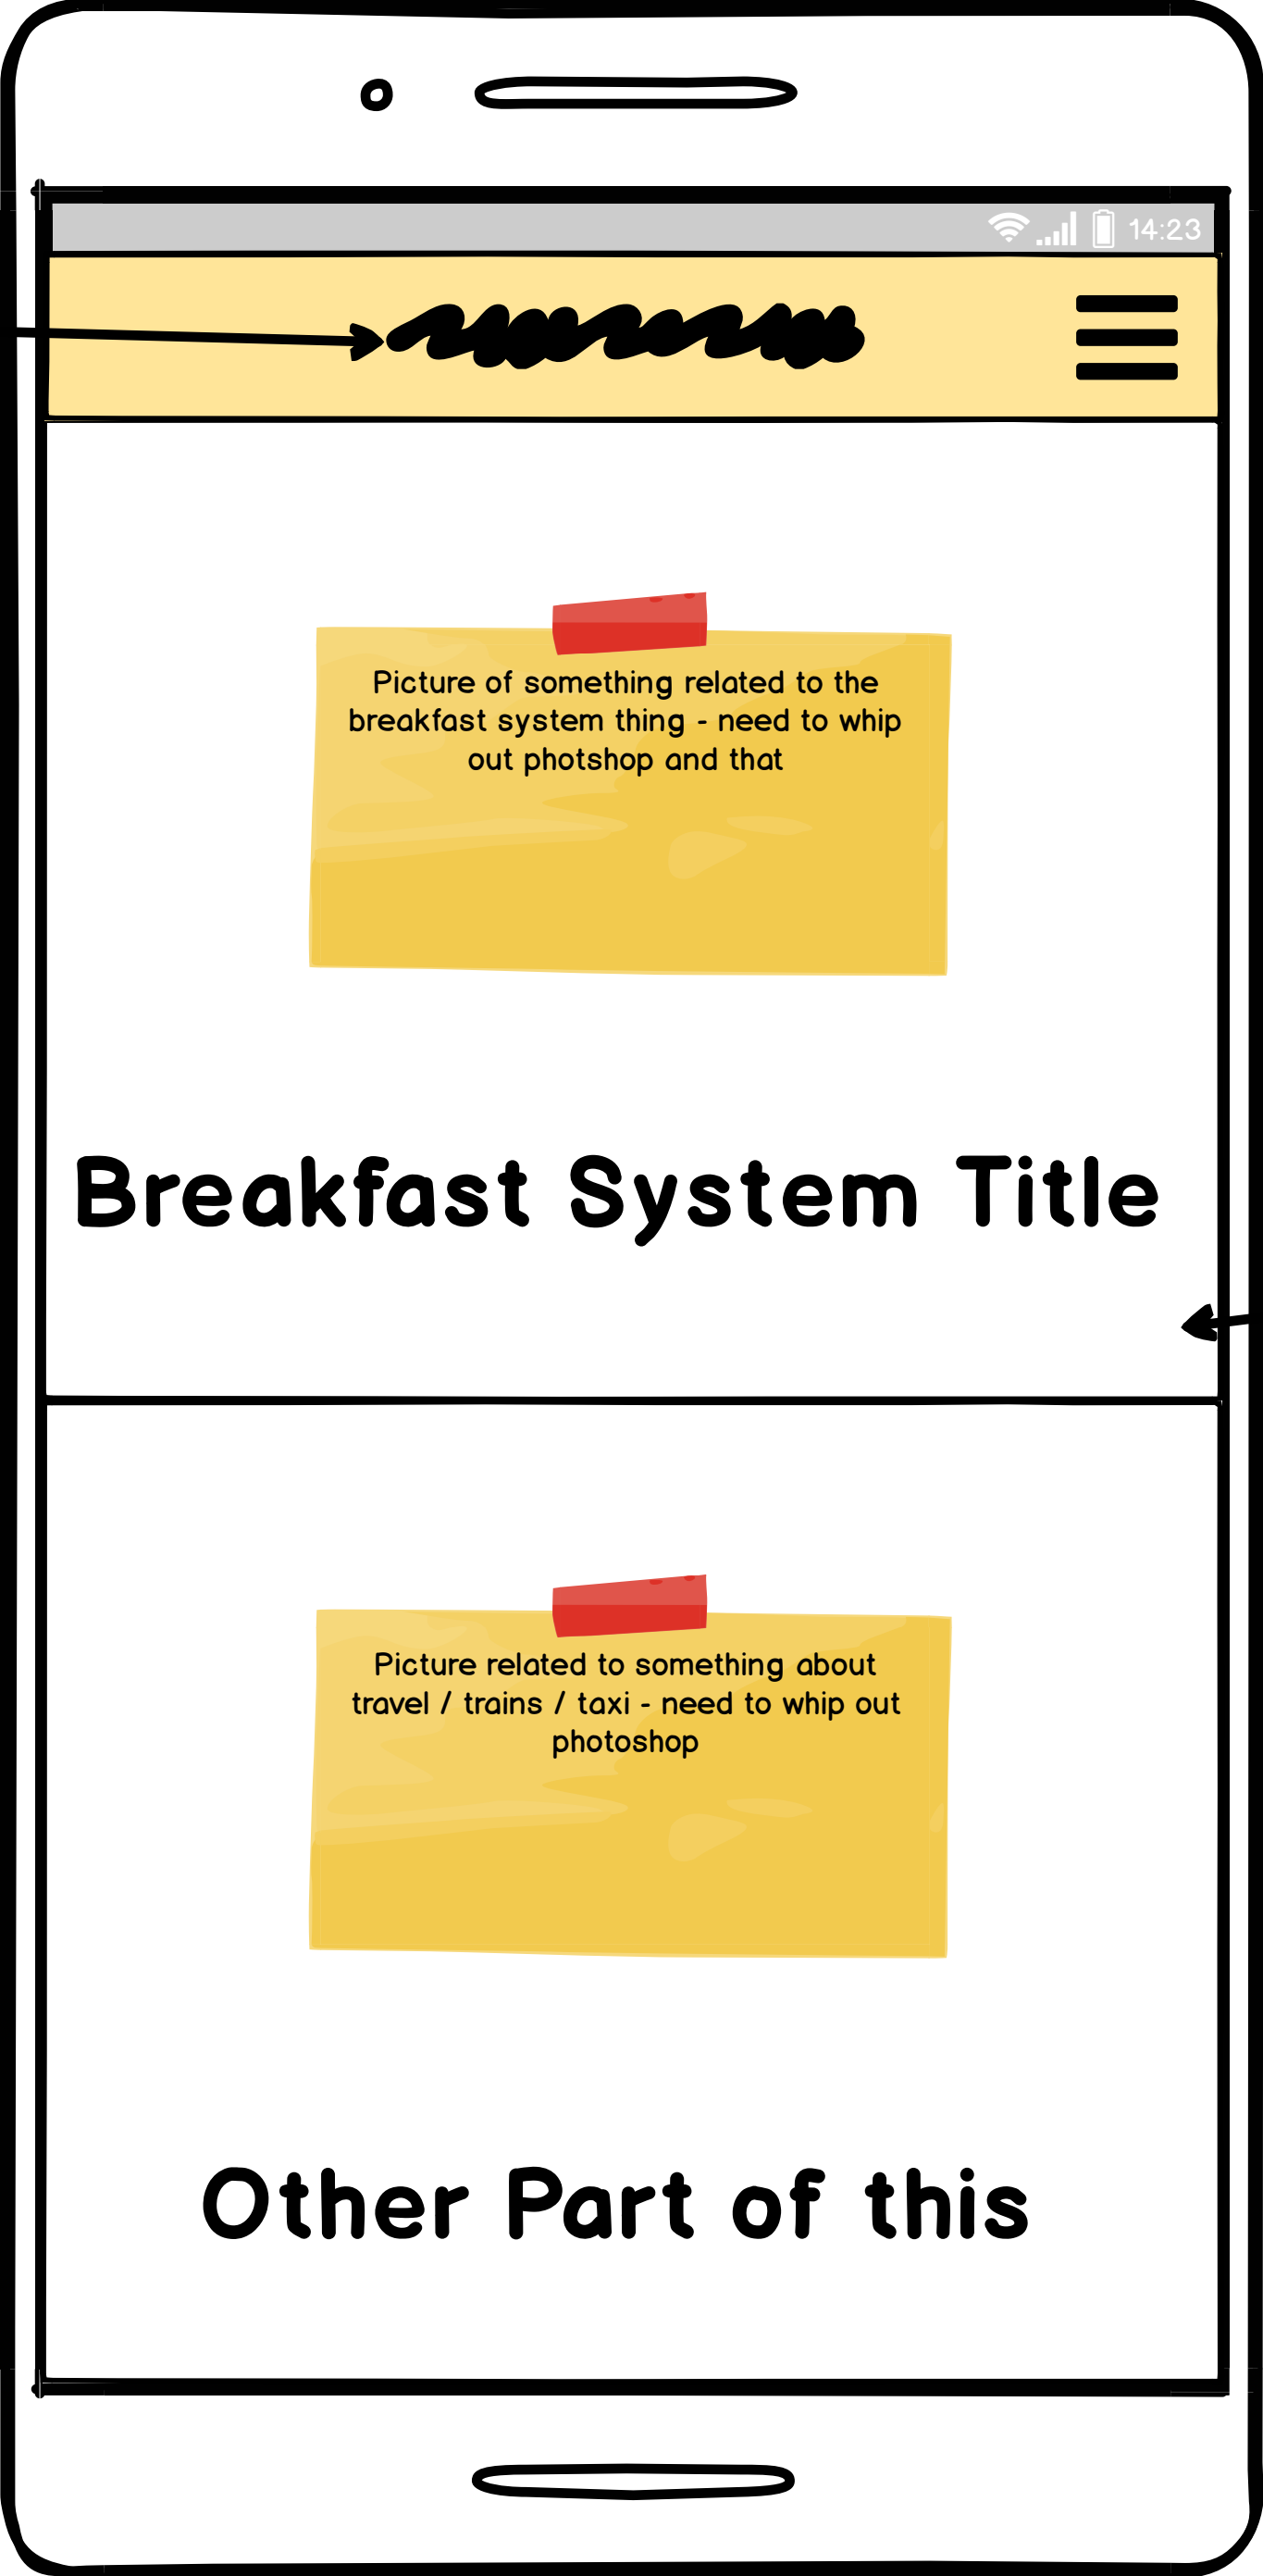 14:23
Picture of something related to the
breakfast system thing - need to whip
out photshop and that
Breakfast System Title
Picture related to something about
travel / trains / taxi - need to whip out
photoshop
Other Part of this